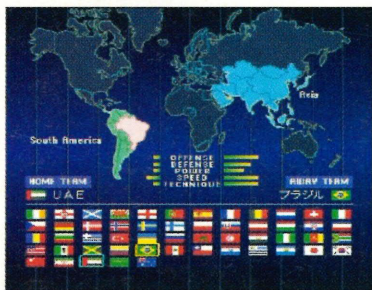 Asia
South America
OFFENSE
DEFENSE
POWER
SPEED
TECHNIQUE
HOME TEAM
AWAY TEAM
UAE
ブラジル